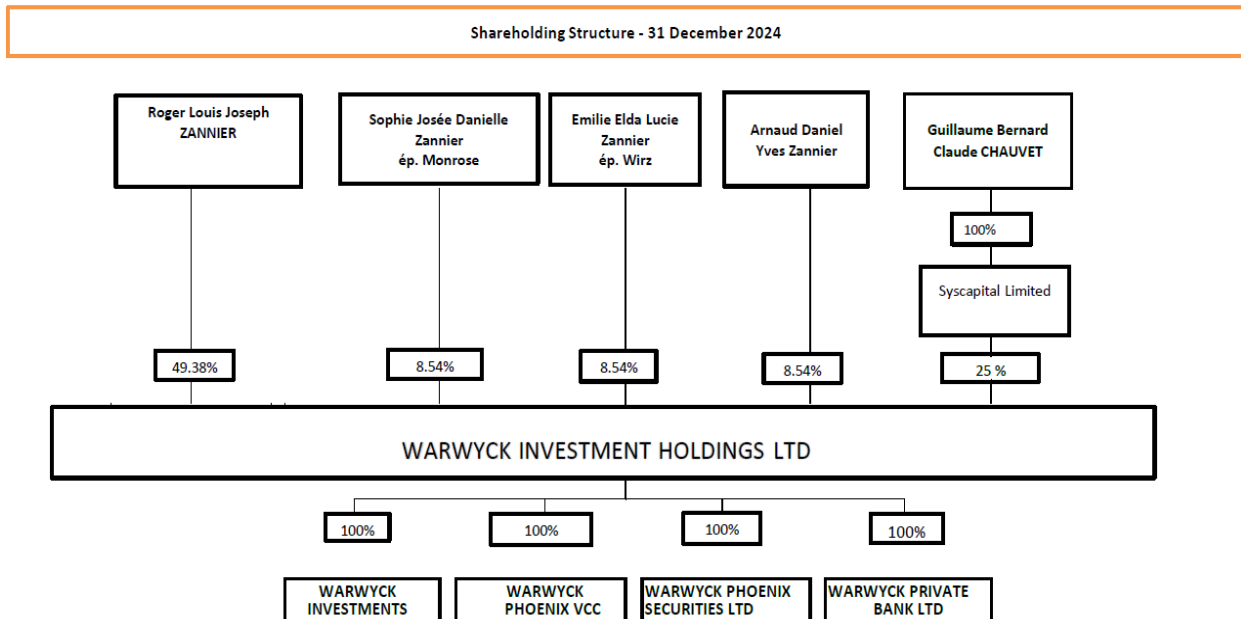 Shareholding Structure - 31 December 2024
Roger Louis Joseph
ZANNIER
Sophie Josée Danielle
Zannier
ép. Monrose
Emilie Elda Lucie
Zannier
ép. Wirz
Arnaud Daniel
Yves Zannier
Guillaume Bernard
Claude CHAUVET
100%
Syscapital Limited
49.38%
8.54%
8.54%
8.54%
25 %
WARWYCK INVESTMENT HOLDINGS LTD
100%
100%
100%
100%
WARWYCK
INVESTMENTS
WARWYCK
PHOENIX VCC
WARWYCK PHOENIX
SECURITIES LTD
WARWYCK PRIVATE
BANK LTD